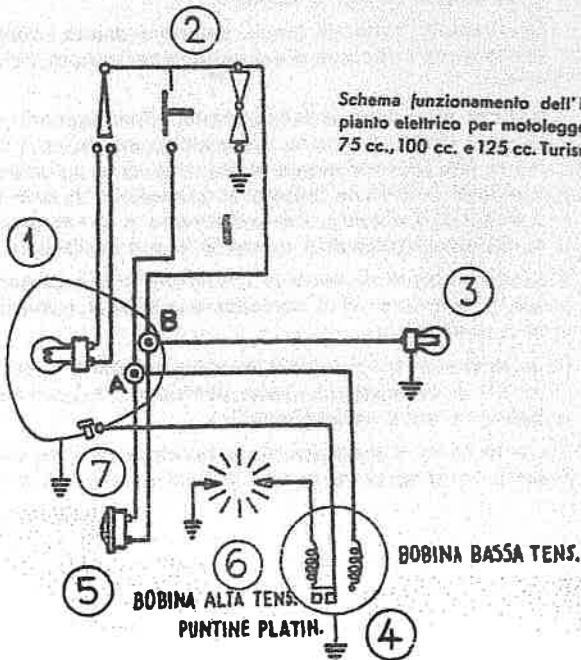 2
Schema funzionamento dell'i
pianto elettrico per motolegge
75 cc., 100 cc. e 125 cc. Turis
1
B
3
A
7
6
5
BOBINA ALTA TENS.
PUNTINE PLATIN.
BOBINA BASSA TENS.
4